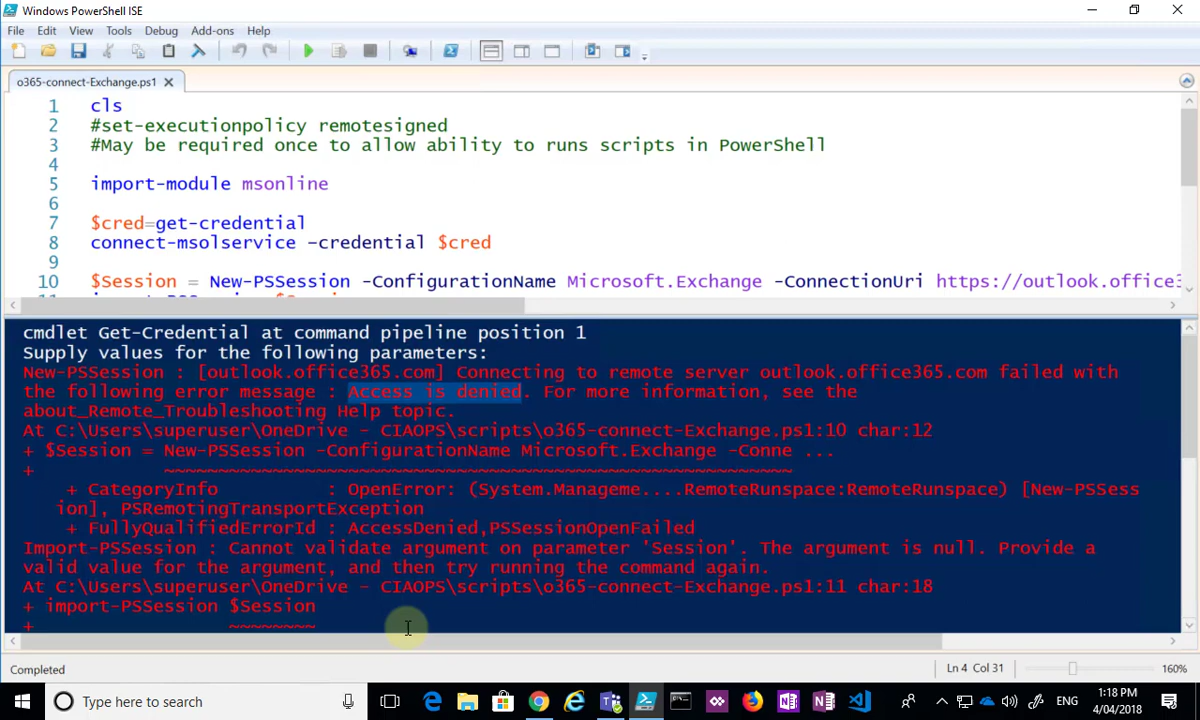 Windows PowerShell ISE
File Edit View Tools Debug Add-ons Help
o365-connect-Exchange.ps1
1 cls
2 #set-executionpolicy remotesigned
3 #May be required once to allow ability to runs scripts in PowerShell
4
5 import-module msonline
6
7 $cred=get-credential
8 connect-msolservice -credential $cred
9
10 $Session = New-PSSession -ConfigurationName Microsoft.Exchange -ConnectionUri https://outlook.office3
cmdlet Get-Credential at command pipeline position 1
Supply values for the following parameters:
New-PSSession : [outlook.office365.com] Connecting to remote server outlook.office365.com failed with
the following error message : Access is denied. For more information, see the
about_Remote_Troubleshooting Help topic.
At C:\Users\superuser\OneDrive - CIAOPS\scripts\o365-connect-Exchange.ps1:10 char:12
+ $Session = New-PSSession -ConfigurationName Microsoft.Exchange -Conne ...
+ ~~~~~~~~~~~~~~~~~~~~~~~~~~~~~~~~~~~~~~~~~~~~~~~~~~~~~~~~~~
+ CategoryInfo : OpenError: (System.Manageme....RemoteRunspace:RemoteRunspace) [New-PSSess
ion], PSRemotingTransportException
+ FullyQualifiedErrorId : AccessDenied,PSSessionOpenFailed
Import-PSSession : Cannot validate argument on parameter 'Session'. The argument is null. Provide a
valid value for the argument, and then try running the command again.
At C:\Users\superuser\OneDrive - CIAOPS\scripts\o365-connect-Exchange.ps1:11 char:18
+ import-PSSession $Session
+ ~~~~~~~~
Completed
Ln 4 Col 31
160%
Type here to search
ENG
1:18 PM
4/04/2018